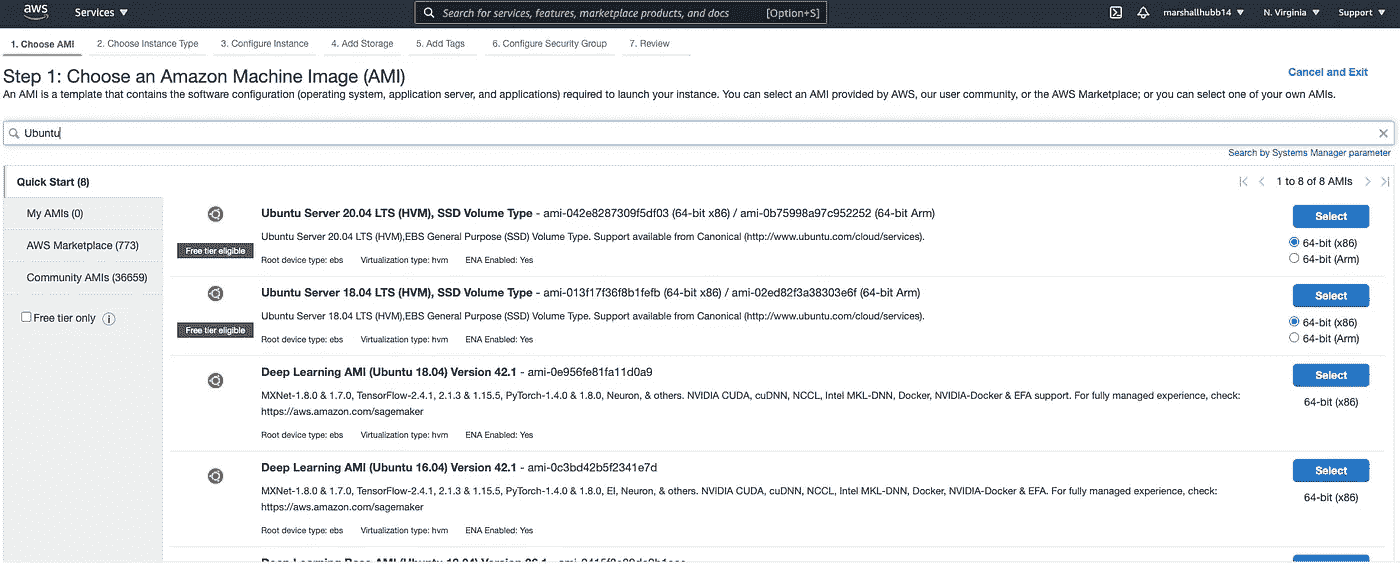 aws
Services
Search for services, features, marketplace products, and docs [Option+S]
marshallhubb14
N. Virginia
Support
1. Choose AMI
2. Choose Instance Type
3. Configure Instance
4. Add Storage
5. Add Tags
6. Configure Security Group
7. Review
Step 1: Choose an Amazon Machine Image (AMI)
Cancel and Exit
An AMI is a template that contains the software configuration (operating system, application server, and applications) required to launch your instance. You can select an AMI provided by AWS, our user community, or the AWS Marketplace; or you can select one of your own AMIs.
Ubuntu
Search by Systems Manager parameter
Quick Start (8)
1 to 8 of 8 AMIs
My AMIs (0)
AWS Marketplace (773)
Community AMIs (36659)
Free tier only
Ubuntu Server 20.04 LTS (HVM), SSD Volume Type - ami-042e8287309f5df03 (64-bit x86) / ami-0b75998a97c952252 (64-bit Arm)
Free tier eligible
Ubuntu Server 20.04 LTS (HVM),EBS General Purpose (SSD) Volume Type. Support available from Canonical (http://www.ubuntu.com/cloud/services).
Root device type: ebs Virtualization type: hvm ENA Enabled: Yes
Select
64-bit (x86)
64-bit (Arm)
Ubuntu Server 18.04 LTS (HVM), SSD Volume Type - ami-013f17f36f8b1fefb (64-bit x86) / ami-02ed82f3a38303e6f (64-bit Arm)
Free tier eligible
Ubuntu Server 18.04 LTS (HVM),EBS General Purpose (SSD) Volume Type. Support available from Canonical (http://www.ubuntu.com/cloud/services).
Root device type: ebs Virtualization type: hvm ENA Enabled: Yes
Select
64-bit (x86)
64-bit (Arm)
Deep Learning AMI (Ubuntu 18.04) Version 42.1 - ami-0e956fe81fa11d0a9
MXNet-1.8.0 & 1.7.0, TensorFlow-2.4.1, 2.1.3 & 1.15.5, PyTorch-1.4.0 & 1.8.0, Neuron, & others. NVIDIA CUDA, cuDNN, NCCL, Intel MKL-DNN, Docker, NVIDIA-Docker & EFA support. For fully managed experience, check:
https://aws.amazon.com/sagemaker
Root device type: ebs Virtualization type: hvm ENA Enabled: Yes
Select
64-bit (x86)
Deep Learning AMI (Ubuntu 16.04) Version 42.1 - ami-0c3bd42b5f2341e7d
MXNet-1.8.0 & 1.7.0, TensorFlow-2.4.1, 2.1.3 & 1.15.5, PyTorch-1.4.0 & 1.8.0, EI, Neuron, & others. NVIDIA CUDA, cuDNN, NCCL, Intel MKL-DNN, Docker, NVIDIA-Docker & EFA. For fully managed experience, check:
https://aws.amazon.com/sagemaker
Root device type: ebs Virtualization type: hvm ENA Enabled: Yes
Select
64-bit (x86)